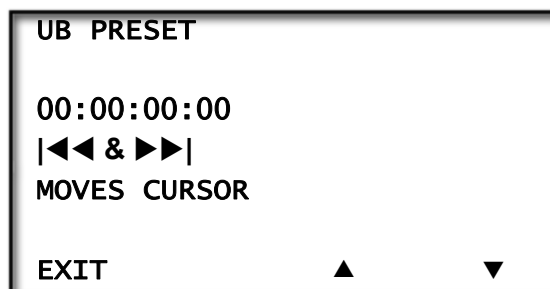 UB PRESET
00:00:00:00
|◀◀ & ▶▶|
MOVES CURSOR
EXIT ▲ ▼